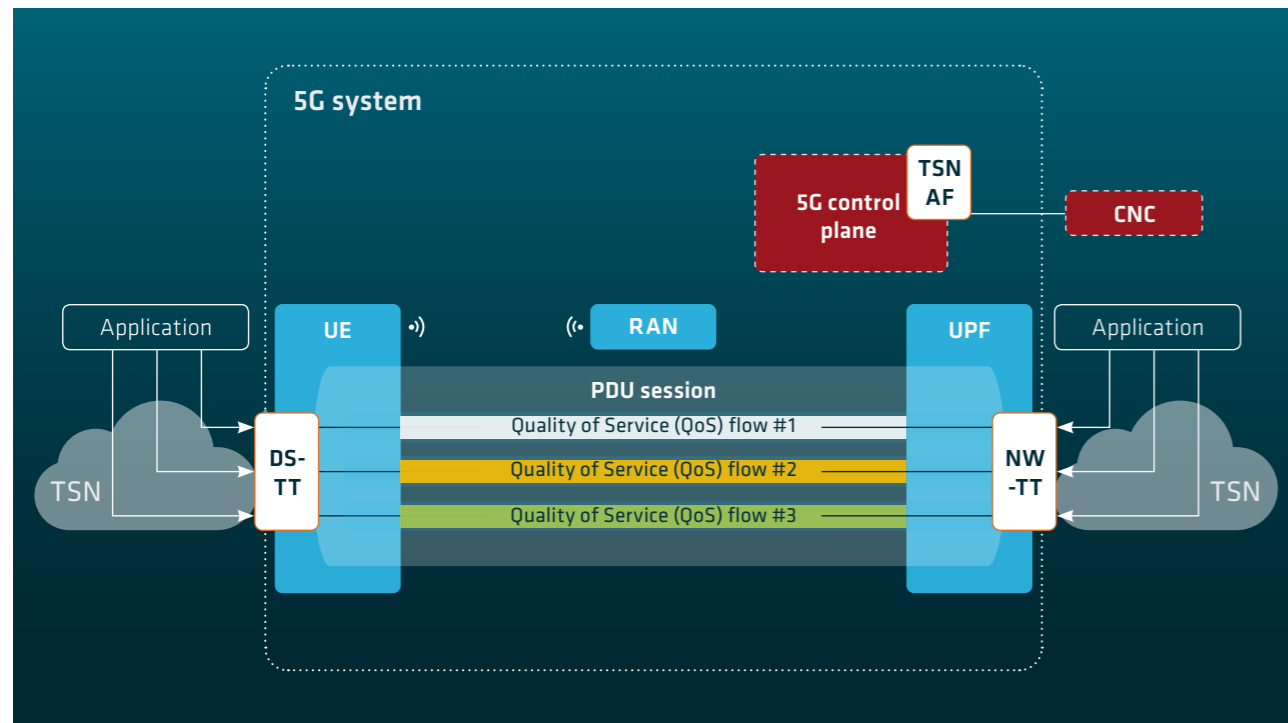 5G system
TSN
AF
5G control
plane
CNC
Application
UE
RAN
UPF
Application
PDU session
Quality of Service (QoS) flow #1
DS-
TT
Quality of Service (QoS) flow #2
NW
-TT
TSN
TSN
Quality of Service (QoS) flow #3